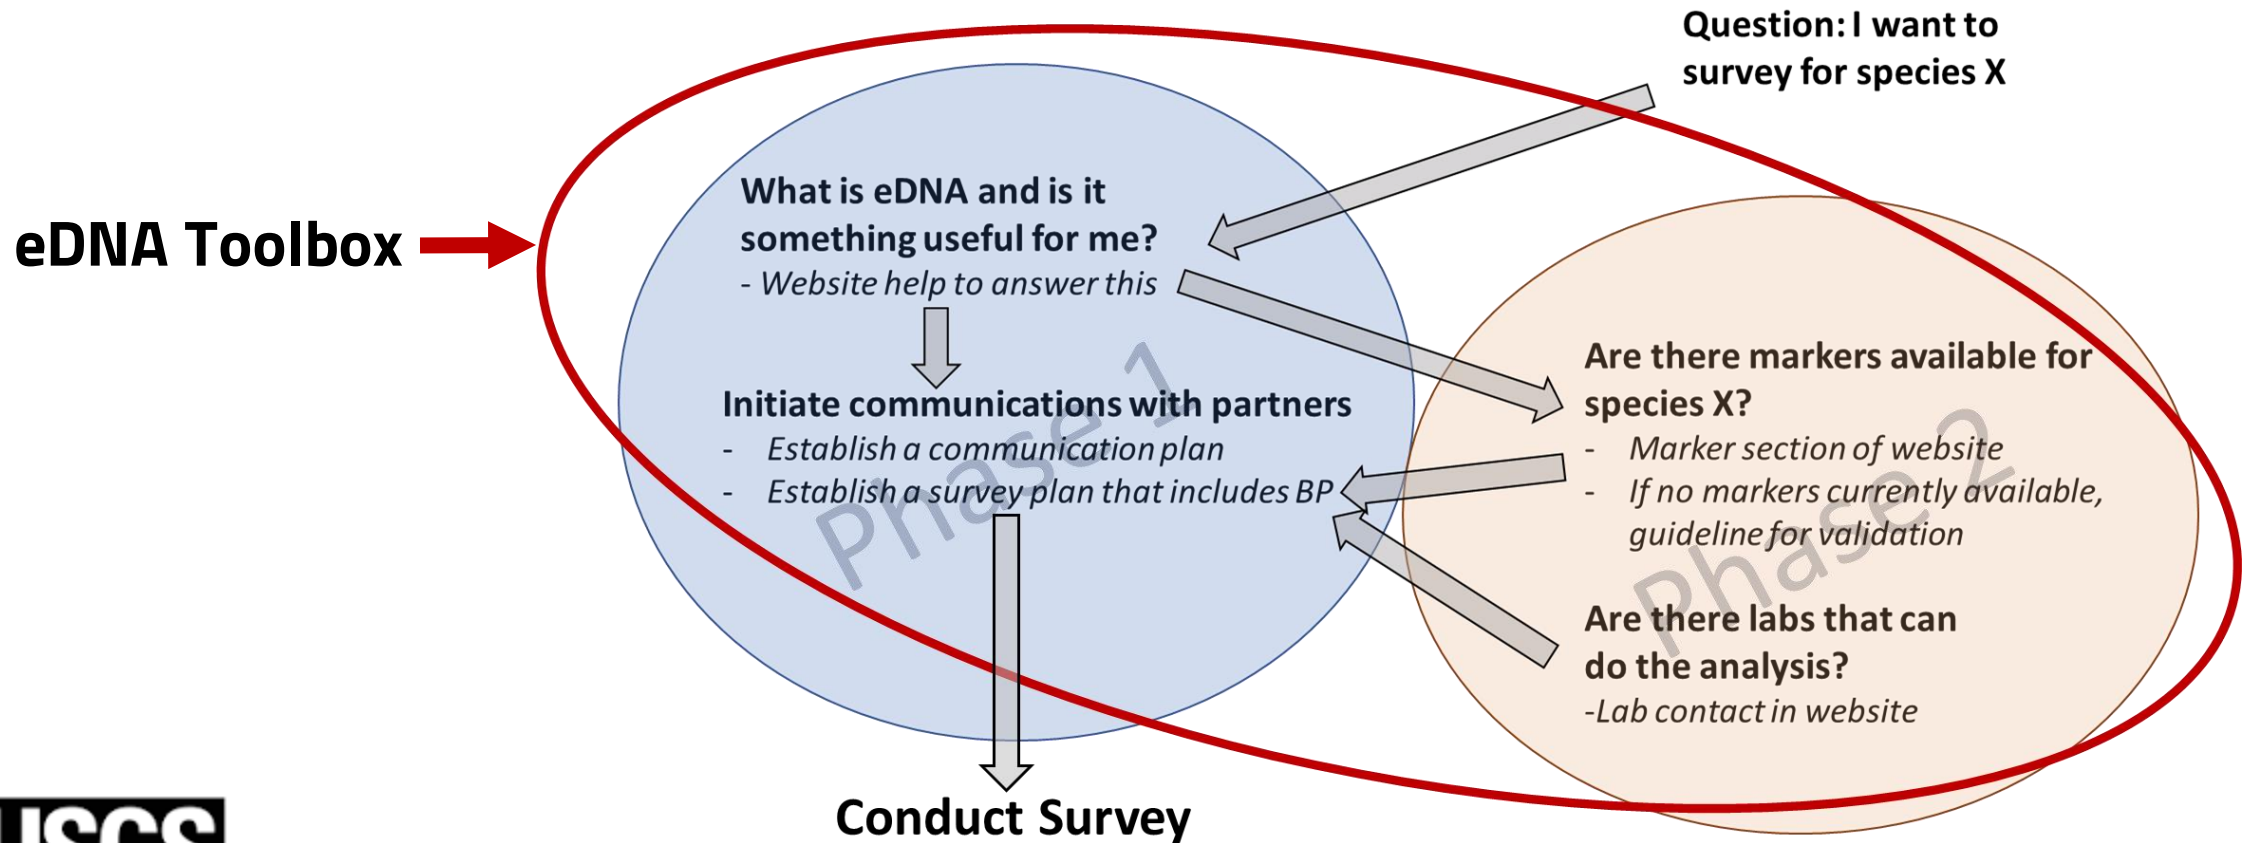 Question: I want to
survey for species X
eDNA Toolbox
What is eDNA and is it
something useful for me?
- Website help to answer this
Initiate communications with partners
- Establish a communication plan
- Establish a survey plan that includes BP
Phase 1
Are there markers available for
species X?
- Marker section of website
- If no markers currently available,
guideline for validation
Phase 2
Are there labs that can
do the analysis?
-Lab contact in website
Conduct Survey
USGS